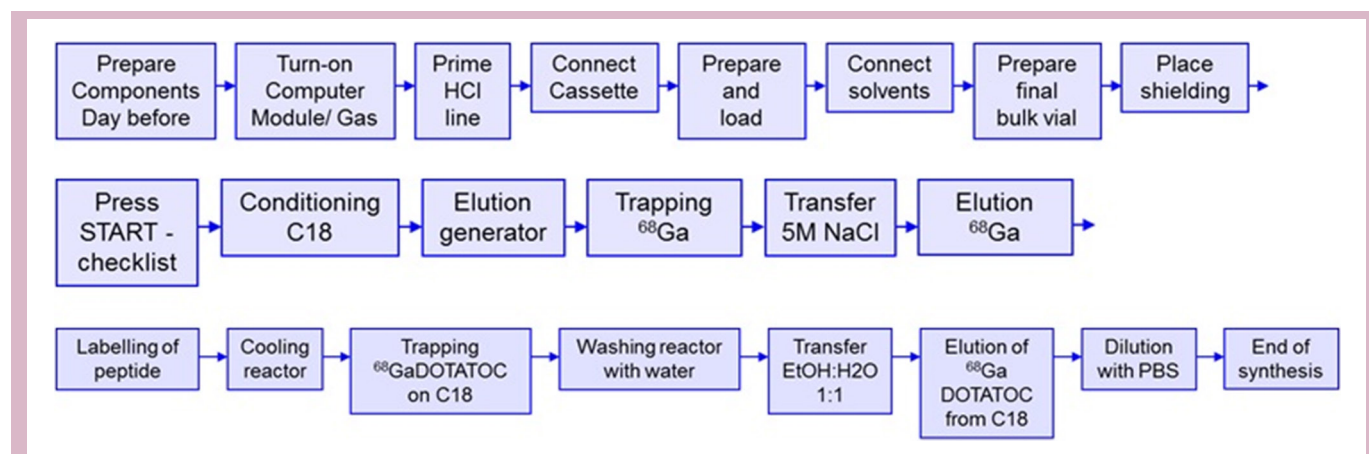 Prepare
Components
Day before
Turn-on
Computer
Module/ Gas
Prime
HCl
line
Connect
Cassette
Prepare
and
load
Connect
solvents
Prepare
final
bulk vial
Place
shielding
Press
START -
checklist
Conditioning
C18
Elution
generator
Trapping
⁶⁸Ga
Transfer
5M NaCl
Elution
⁶⁸Ga
Labelling of
peptide
Cooling
reactor
Trapping
⁶⁸GaDOTATOC
on C18
Washing reactor
with water
Transfer
EtOH:H2O
1:1
Elution of
⁶⁸Ga
DOTATOC
from C18
Dilution
with PBS
End of
synthesis